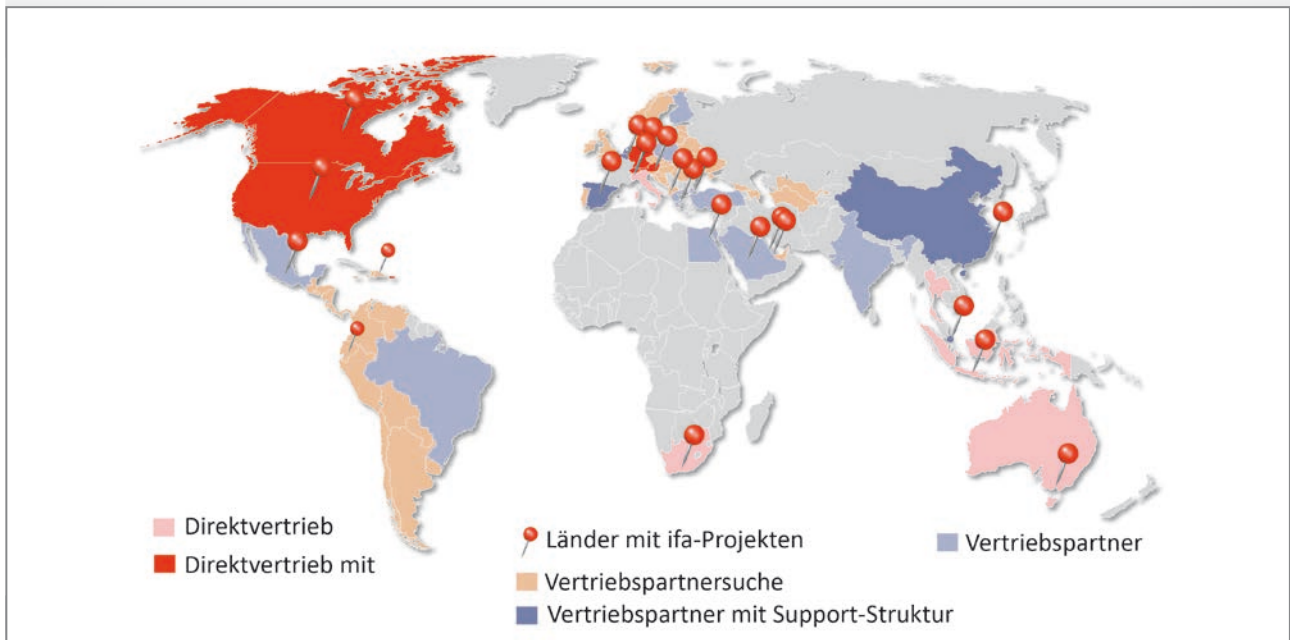 Direktvertrieb
Direktvertrieb mit
Länder mit ifa-Projekten
Vertriebspartnersuche
Vertriebspartner mit Support-Struktur
Vertriebspartner